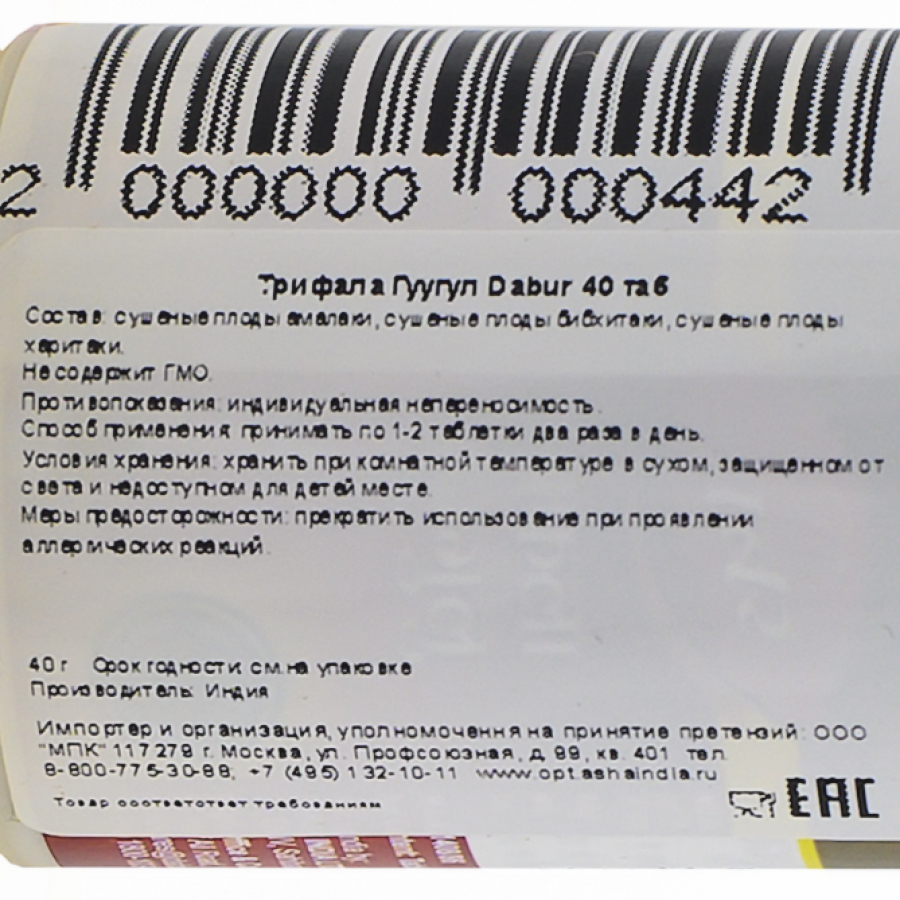 2 000000 000442
Трифала Гуугул Dabur 40 таб
Состав: сушеные плоды амалаки, сушеные плоды бибхитаки, сушеные плоды
харитаки.
Не содержит ГМО.
Противопоказания: индивидуальная непереносимость.
Способ применения: принимать по 1-2 таблетки два раза в день.
Условия хранения: хранить при комнатной температуре в сухом, защищенном от
света и недоступном для детей месте.
Меры предосторожности: прекратить использование при проявлении
аллергических реакций.
40 г Срок годности: см.на упаковке
Производитель: Индия
Импортер и организация, уполномочення на принятие претензий: ООО
"МПК" 117279 г. Москва, ул. Профсоюзная, д. 99, кв. 401 тел.
8-800-775-30-88; +7 (495) 132-10-11 www.opt.ashaindia.ru
Товар соответствет требованиям
EAC